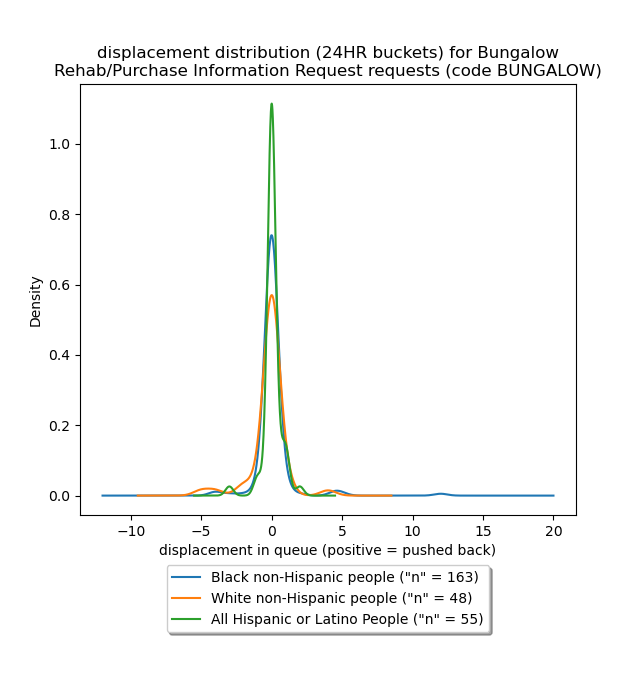 displacement distribution (24HR buckets) for Bungalow
Rehab/Purchase Information Request requests (code BUNGALOW)
1.0
0.8
0.6
0.4
0.2
0.0
Density
−10
−5
0
5
10
15
20
displacement in queue (positive = pushed back)
Black non-Hispanic people ("n" = 163)
White non-Hispanic people ("n" = 48)
All Hispanic or Latino People ("n" = 55)